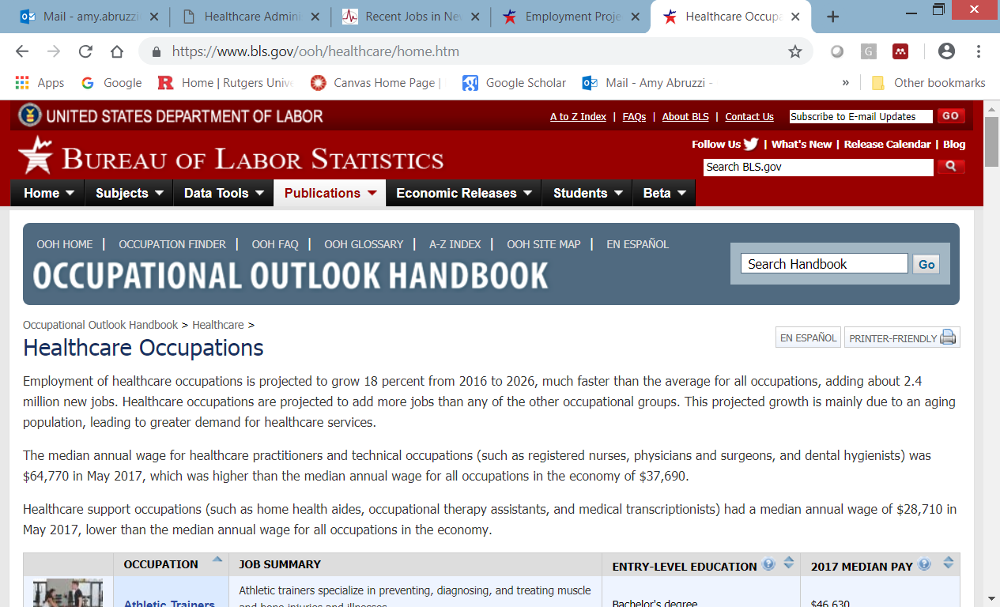 Mail - amy.abruzzi Healthcare Admini Recent Jobs in Nev Employment Proje Healthcare Occupa
https://www.bls.gov/ooh/healthcare/home.htm
Apps Google Home | Rutgers Unive Canvas Home Page | Google Scholar Mail - Amy Abruzzi - » Other bookmarks
UNITED STATES DEPARTMENT OF LABOR A to Z Index | FAQs | About BLS | Contact Us Subscribe to E-mail Updates GO
Follow Us | What's New | Release Calendar | Blog
BUREAU OF LABOR STATISTICS
Search BLS.gov
Home Subjects Data Tools Publications Economic Releases Students Beta
OOH HOME | OCCUPATION FINDER | OOH FAQ | OOH GLOSSARY | A-Z INDEX | OOH SITE MAP | EN ESPAÑOL
OCCUPATIONAL OUTLOOK HANDBOOK
Search Handbook Go
Occupational Outlook Handbook > Healthcare >
EN ESPAÑOL PRINTER-FRIENDLY
Healthcare Occupations
Employment of healthcare occupations is projected to grow 18 percent from 2016 to 2026, much faster than the average for all occupations, adding about 2.4
million new jobs. Healthcare occupations are projected to add more jobs than any of the other occupational groups. This projected growth is mainly due to an aging
population, leading to greater demand for healthcare services.
The median annual wage for healthcare practitioners and technical occupations (such as registered nurses, physicians and surgeons, and dental hygienists) was
$64,770 in May 2017, which was higher than the median annual wage for all occupations in the economy of $37,690.
Healthcare support occupations (such as home health aides, occupational therapy assistants, and medical transcriptionists) had a median annual wage of $28,710 in
May 2017, lower than the median annual wage for all occupations in the economy.
OCCUPATION JOB SUMMARY ENTRY-LEVEL EDUCATION 2017 MEDIAN PAY
Athletic trainers specialize in preventing, diagnosing, and treating muscle
Athletic Trainers and bone injuries and illnesses. Bachelor's degree $46,630